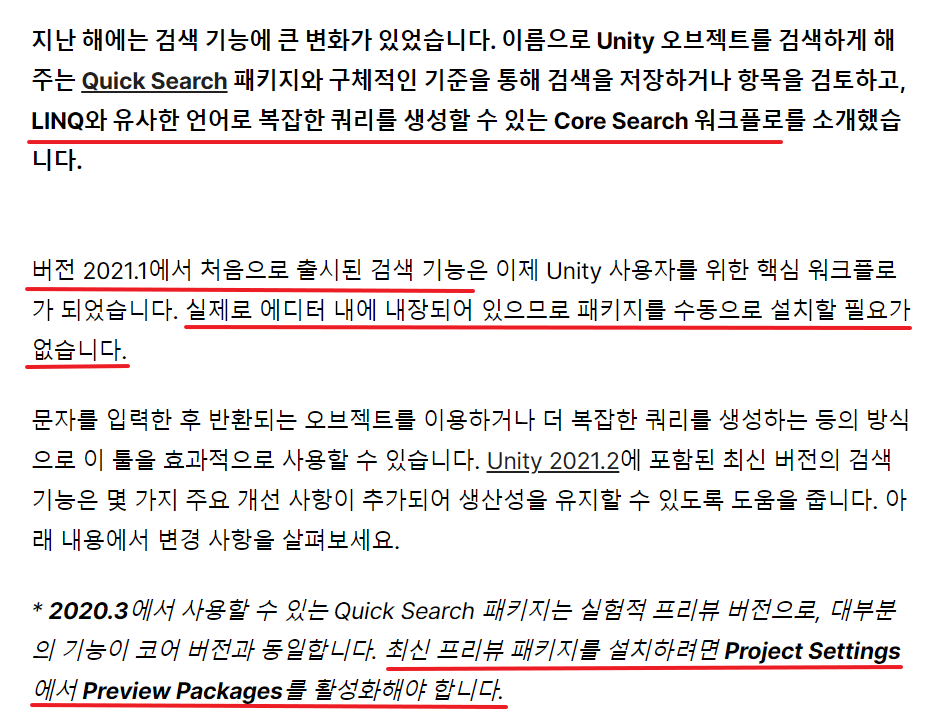 지난 해에는 검색 기능에 큰 변화가 있었습니다. 이름으로 Unity 오브젝트를 검색하게 해
주는 Quick Search 패키지와 구체적인 기준을 통해 검색을 저장하거나 항목을 검토하고,
LINQ와 유사한 언어로 복잡한 쿼리를 생성할 수 있는 Core Search 워크플로를 소개했습
니다.
버전 2021.1에서 처음으로 출시된 검색 기능은 이제 Unity 사용자를 위한 핵심 워크플로
가 되었습니다. 실제로 에디터 내에 내장되어 있으므로 패키지를 수동으로 설치할 필요가
없습니다.
문자를 입력한 후 반환되는 오브젝트를 이용하거나 더 복잡한 쿼리를 생성하는 등의 방식
으로 이 툴을 효과적으로 사용할 수 있습니다. Unity 2021.2에 포함된 최신 버전의 검색
기능은 몇 가지 주요 개선 사항이 추가되어 생산성을 유지할 수 있도록 도움을 줍니다. 아
래 내용에서 변경 사항을 살펴보세요.
* 2020.3에서 사용할 수 있는 Quick Search 패키지는 실험적 프리뷰 버전으로, 대부분
의 기능이 코어 버전과 동일합니다. 최신 프리뷰 패키지를 설치하려면 Project Settings
에서 Preview Packages를 활성화해야 합니다.